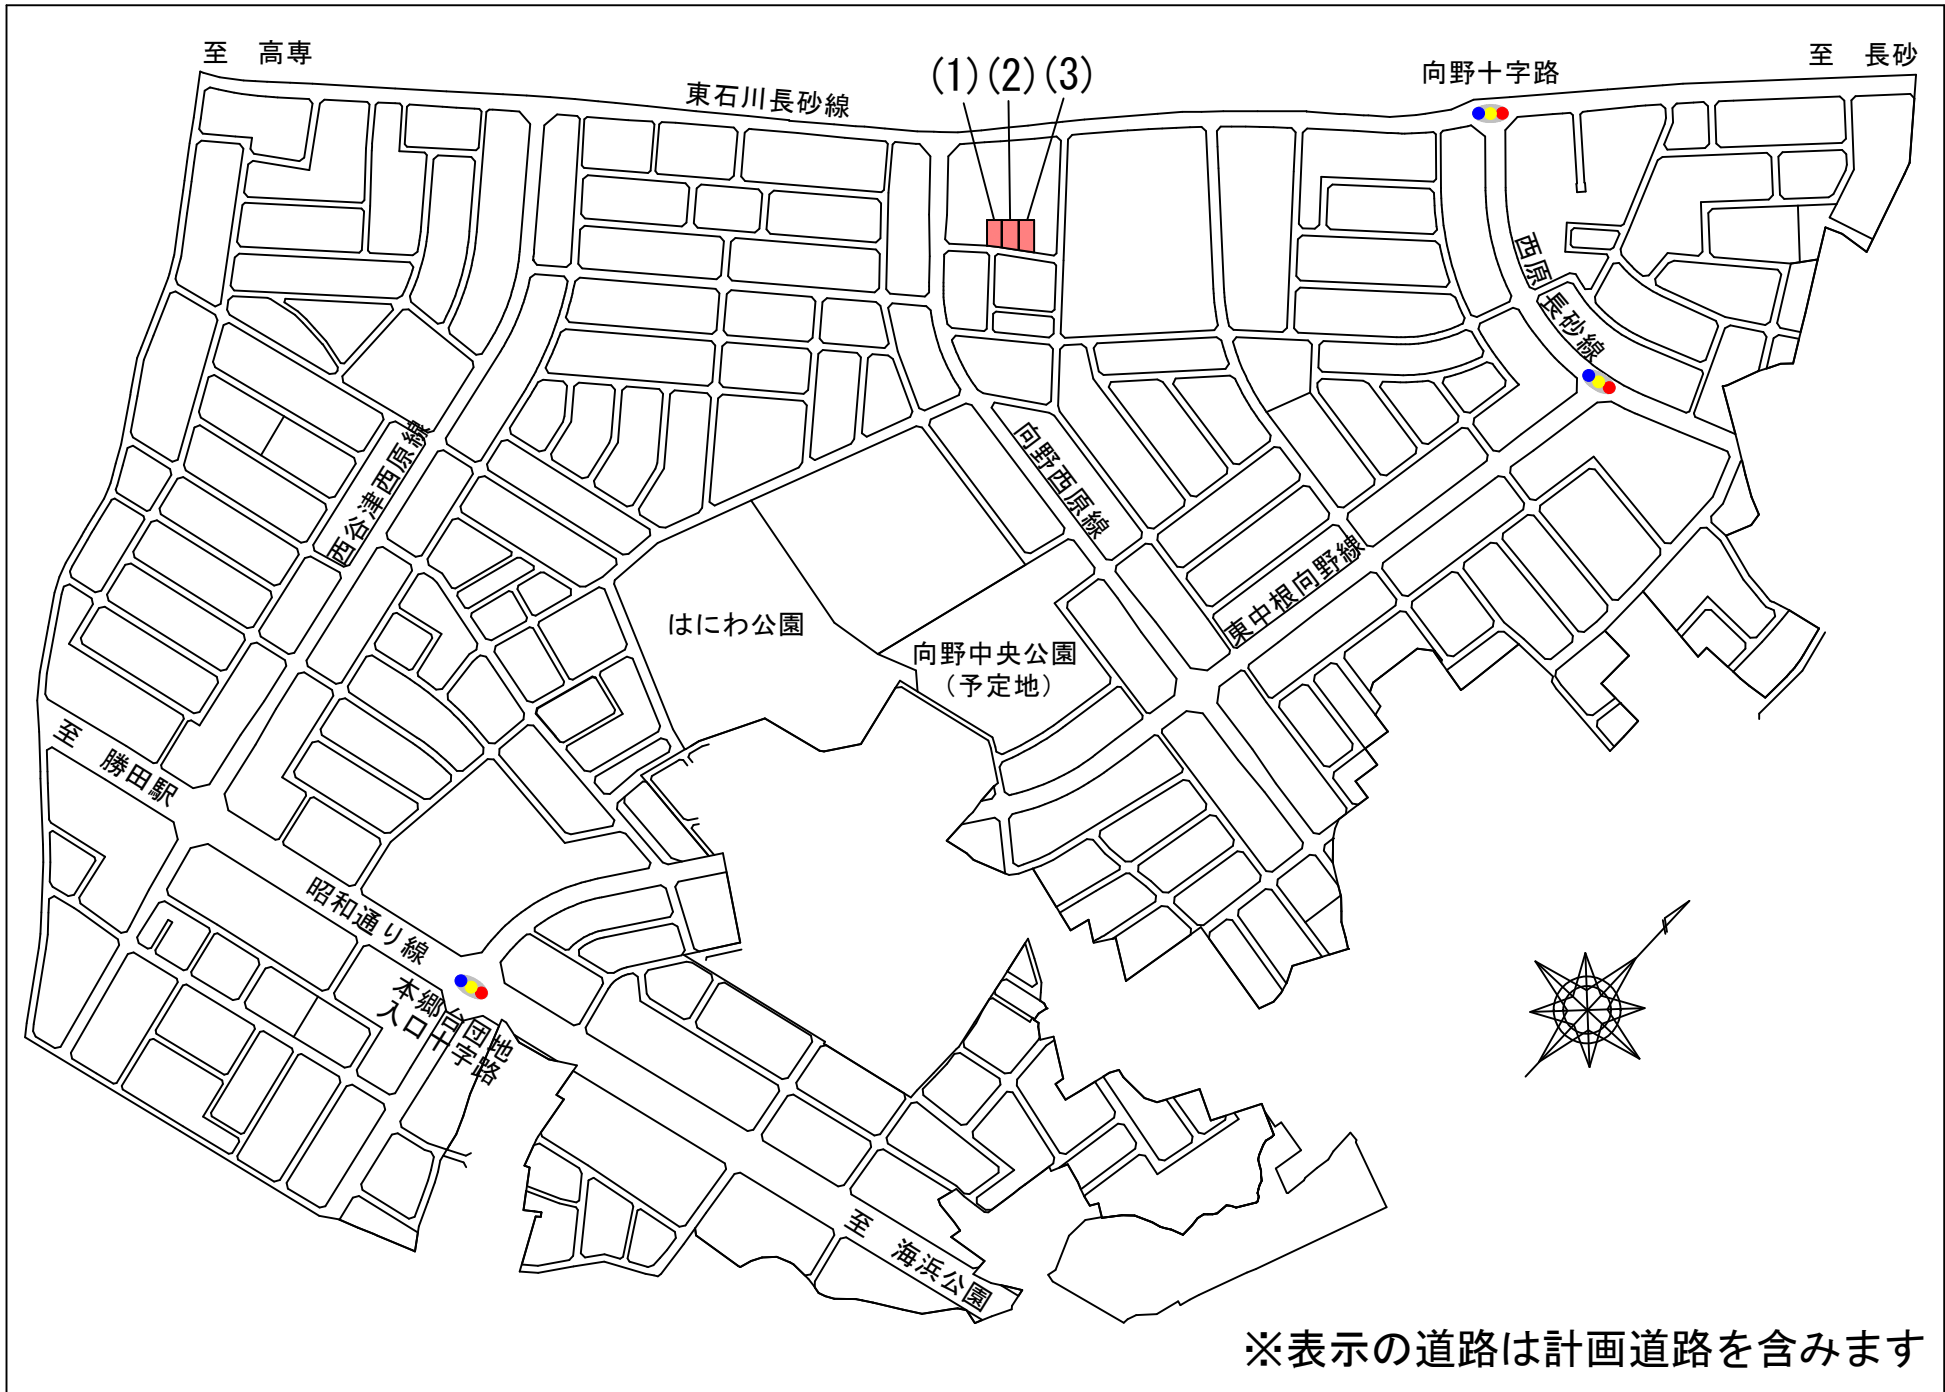 至　高専
東石川長砂線
(1)(2)(3)
向野十字路
至　長砂
西原　長砂線
西谷津西原線
向野西原線
東中根向野線
はにわ公園
向野中央公園
（予定地）
至　勝田駅
昭和通り線
本郷台団地
入口十字路
至　海浜公園
※表示の道路は計画道路を含みます